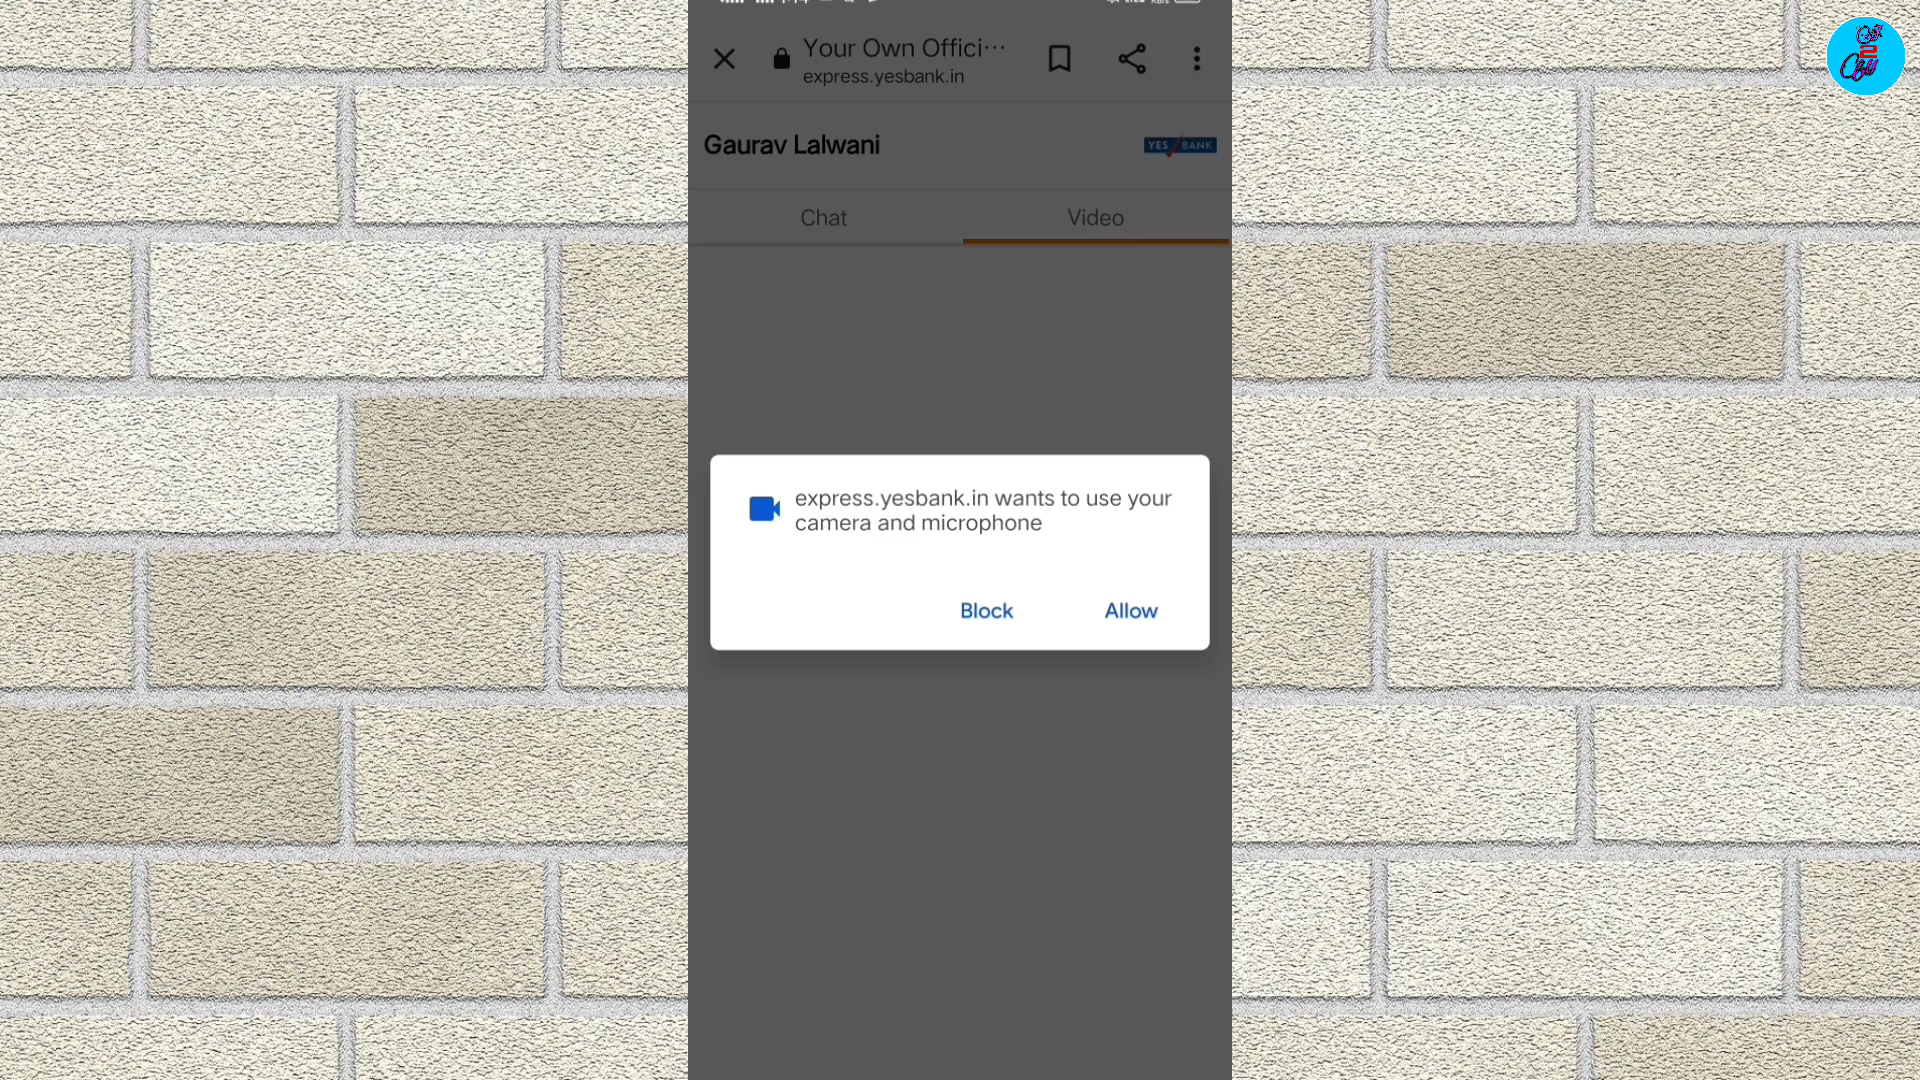 Your Own Offici...
express.yesbank.in
Gaurav Lalwani
YES BANK
Chat
Video
express.yesbank.in wants to use your
camera and microphone
Block
Allow